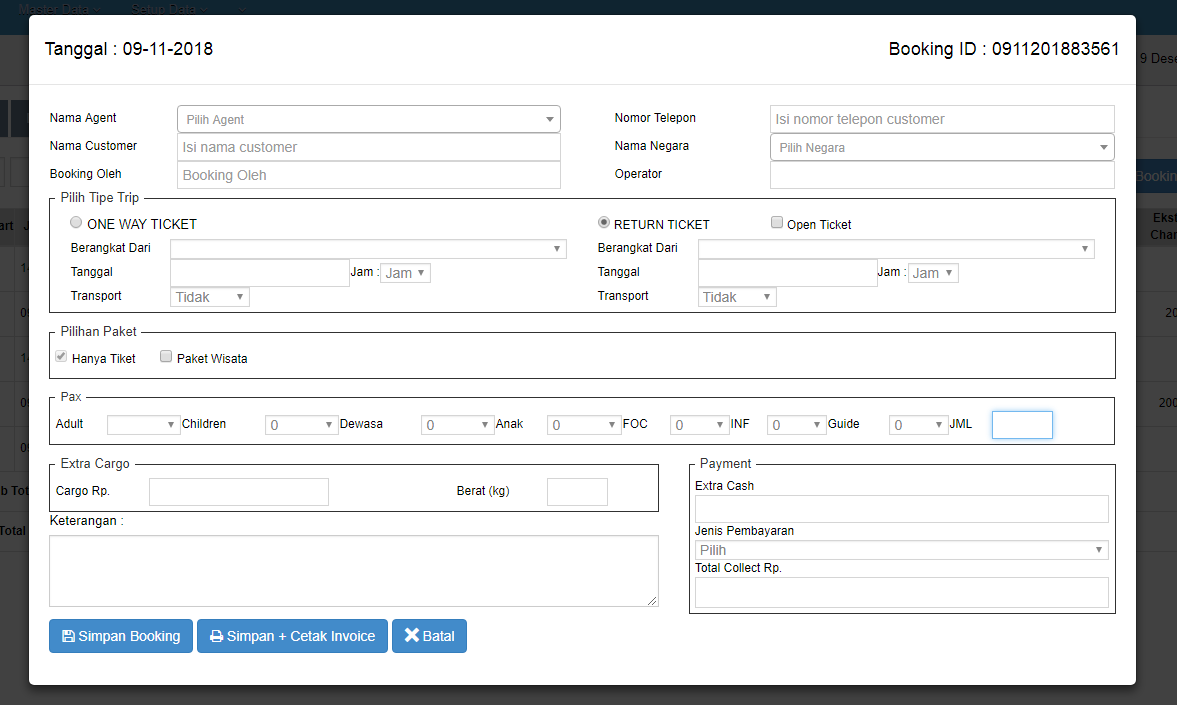 Master Data Setup Data
Tanggal : 09-11-2018 Booking ID : 0911201883561
9 Dese
Nama Agent Pilih Agent Nomor Telepon Isi nomor telepon customer
Nama Customer Isi nama customer Nama Negara Pilih Negara
Booking Oleh Booking Oleh Operator
Bookin
Pilih Tipe Trip
art J ONE WAY TICKET RETURN TICKET Open Ticket Ekst
Char
Berangkat Dari Berangkat Dari
Tanggal Jam : Jam Tanggal Jam : Jam
Transport Tidak Transport Tidak
Pilihan Paket
Hanya Tiket Paket Wisata
Pax
Adult Children 0 Dewasa 0 Anak 0 FOC 0 INF 0 Guide 0 JML
Extra Cargo Payment
Cargo Rp. Berat (kg) Extra Cash
b Tot
Keterangan :
Total Jenis Pembayaran
Pilih
Total Collect Rp.
Simpan Booking Simpan + Cetak Invoice Batal